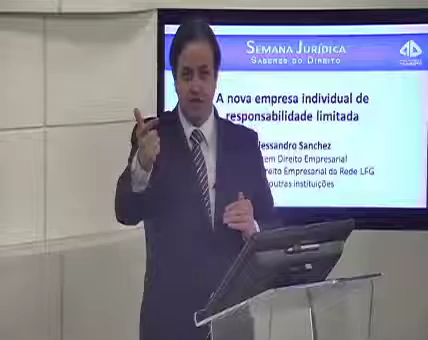 SEMANA JURÍDICA
SABERES DO DIREITO
A nova empresa individual de
responsabilidade limitada
lessandro Sanchez
em Direito Empresarial
reito Empresarial da Rede LFG
outras instituições